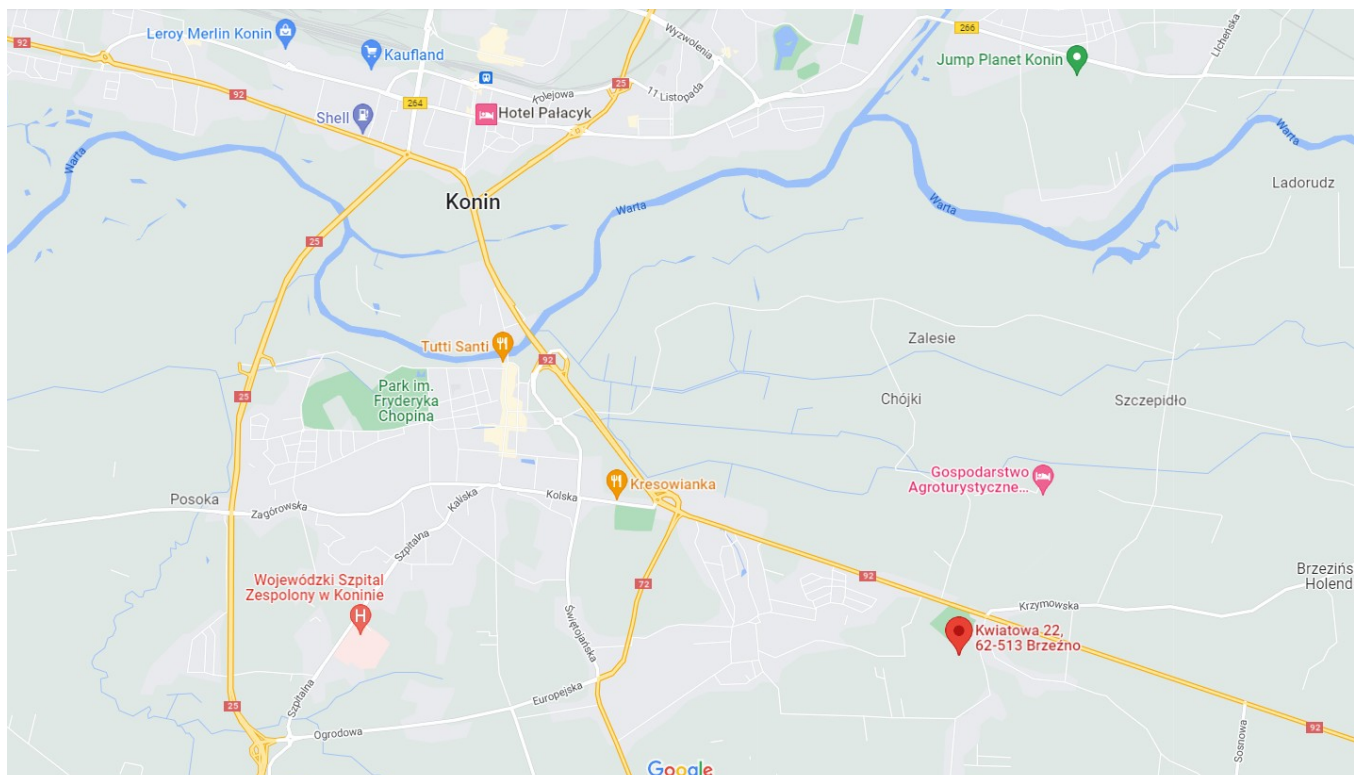 92
Leroy Merlin Konin
Kaufland
Wyzwolenia
266
Jump Planet Konin
Ucheńska
25
Kolejowa
11 Listopada
92
264
Shell
Hotel Pałacyk
Warta
Warta
Ladorudz
Konin
Warta
Warta
25
Zalesie
Tutti Santi
92
Park im.
Fryderyka
Chopina
25
Chójki
Szczepidło
Gospodarstwo
Agroturystyczne...
Kresowianka
Posoka
Zagórowska
Kaliska
Kolska
Szpitalna
Wojewódzki Szpital
Zespolony w Koninie
72
92
Brzezińs
Holend
Krzymowska
Świętojańska
Kwiatowa 22,
62-513 Brzeźno
Szpitalna
Europejska
25
Ogrodowa
92
Sosnowa
Google